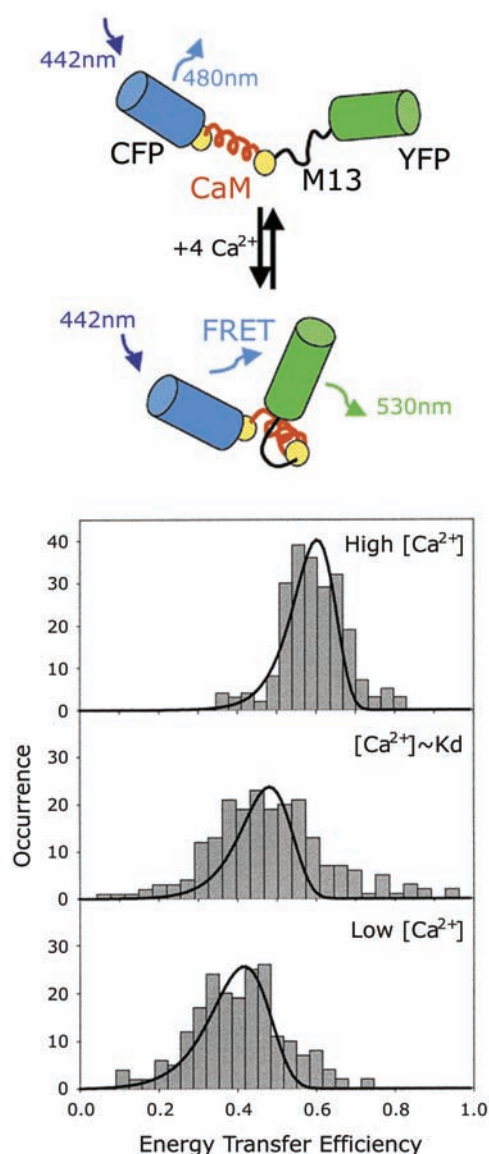 442nm
480nm
CFP
CaM
M13
YFP
+4 Ca²⁺
442nm
FRET
530nm
High [Ca²⁺]
40
30
20
10
0
[Ca²⁺]~Kd
30
20
10
0
Low [Ca²⁺]
30
20
10
0
Occurrence
0.0 0.2 0.4 0.6 0.8 1.0
Energy Transfer Efficiency